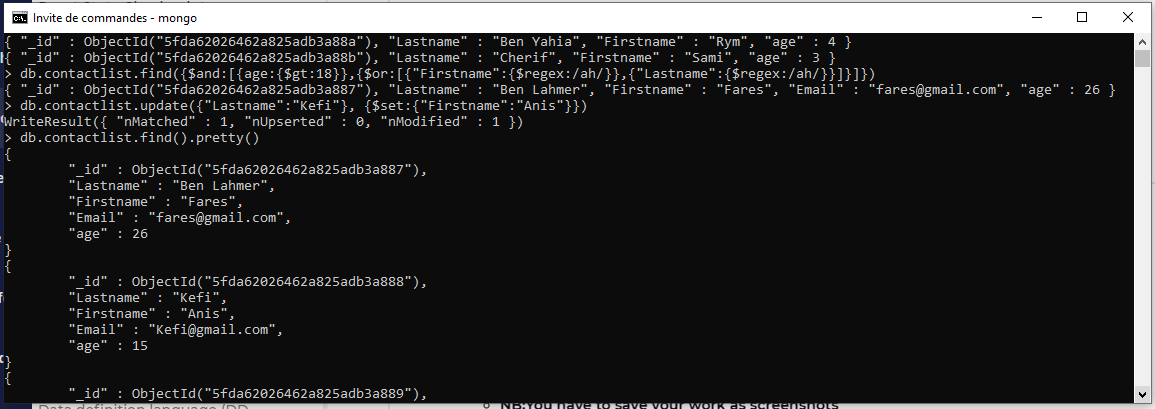 Invite de commandes - mongo
{ "_id" : ObjectId("5fda62026462a825adb3a88a"), "Lastname" : "Ben Yahia", "Firstname" : "Rym", "age" : 4 }
{ "_id" : ObjectId("5fda62026462a825adb3a88b"), "Lastname" : "Cherif", "Firstname" : "Sami", "age" : 3 }
> db.contactlist.find({$and:[{age:{$gt:18}},{$or:[{"Firstname":{$regex:/ah/}},{"Lastname":{$regex:/ah/}}]}]})
{ "_id" : ObjectId("5fda62026462a825adb3a887"), "Lastname" : "Ben Lahmer", "Firstname" : "Fares", "Email" : "fares@gmail.com", "age" : 26 }
> db.contactlist.update({"Lastname":"Kefi"}, {$set:{"Firstname":"Anis"}})
WriteResult({ "nMatched" : 1, "nUpserted" : 0, "nModified" : 1 })
> db.contactlist.find().pretty()
{
"_id" : ObjectId("5fda62026462a825adb3a887"),
"Lastname" : "Ben Lahmer",
"Firstname" : "Fares",
"Email" : "fares@gmail.com",
"age" : 26
}
{
"_id" : ObjectId("5fda62026462a825adb3a888"),
"Lastname" : "Kefi",
"Firstname" : "Anis",
"Email" : "Kefi@gmail.com",
"age" : 15
}
{
"_id" : ObjectId("5fda62026462a825adb3a889"),
Data definition language (DD
NB:You have to save your work as screenshots